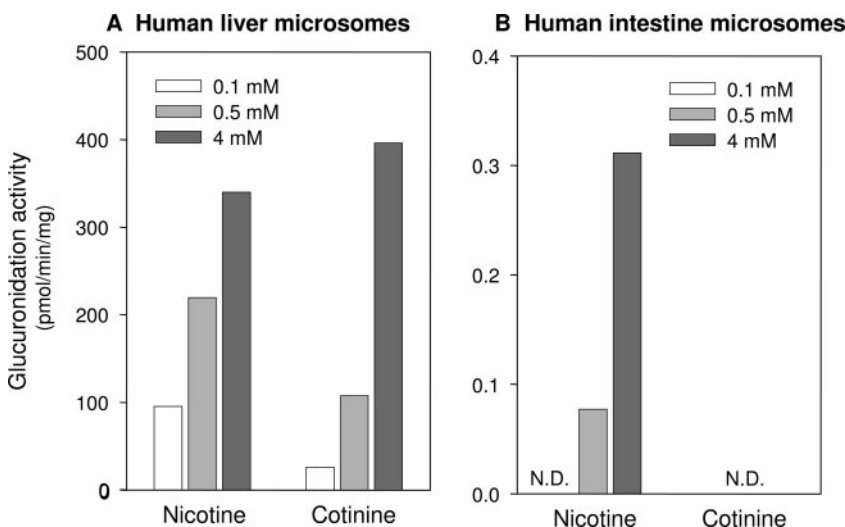 A Human liver microsomes
Glucuronidation activity
(pmol/min/mg)
500
400
300
200
100
0
0.1 mM
0.5 mM
4 mM
Nicotine
Cotinine
B Human intestine microsomes
0.4
0.3
0.2
0.1
0.0
0.1 mM
0.5 mM
4 mM
N.D.
N.D.
Nicotine
Cotinine